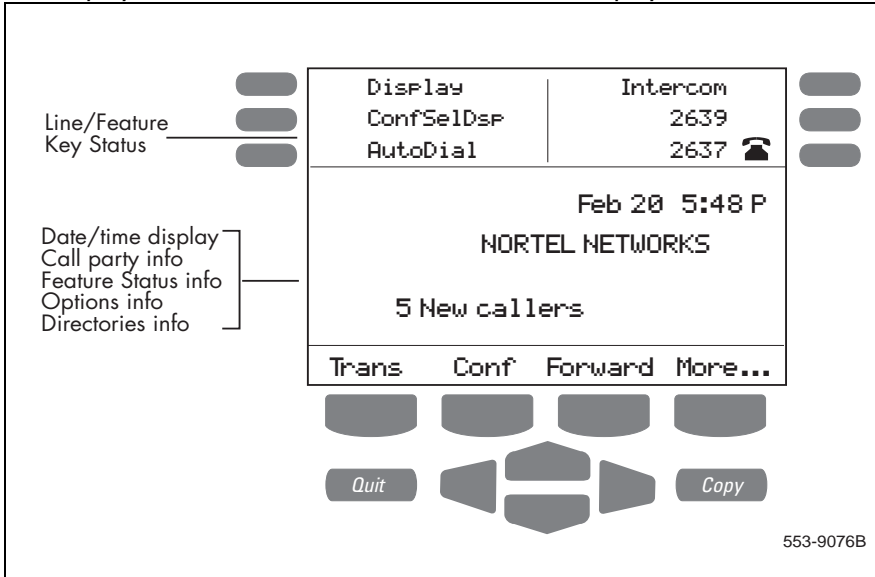 Display Intercom
ConfSelDsp 2639
AutoDial 2637
Line/Feature
Key Status
Feb 20 5:48 P
NORTEL NETWORKS
5 New callers
Date/time display
Call party info
Feature Status info
Options info
Directories info
Trans Conf Forward More...
Quit Copy
553-9076B